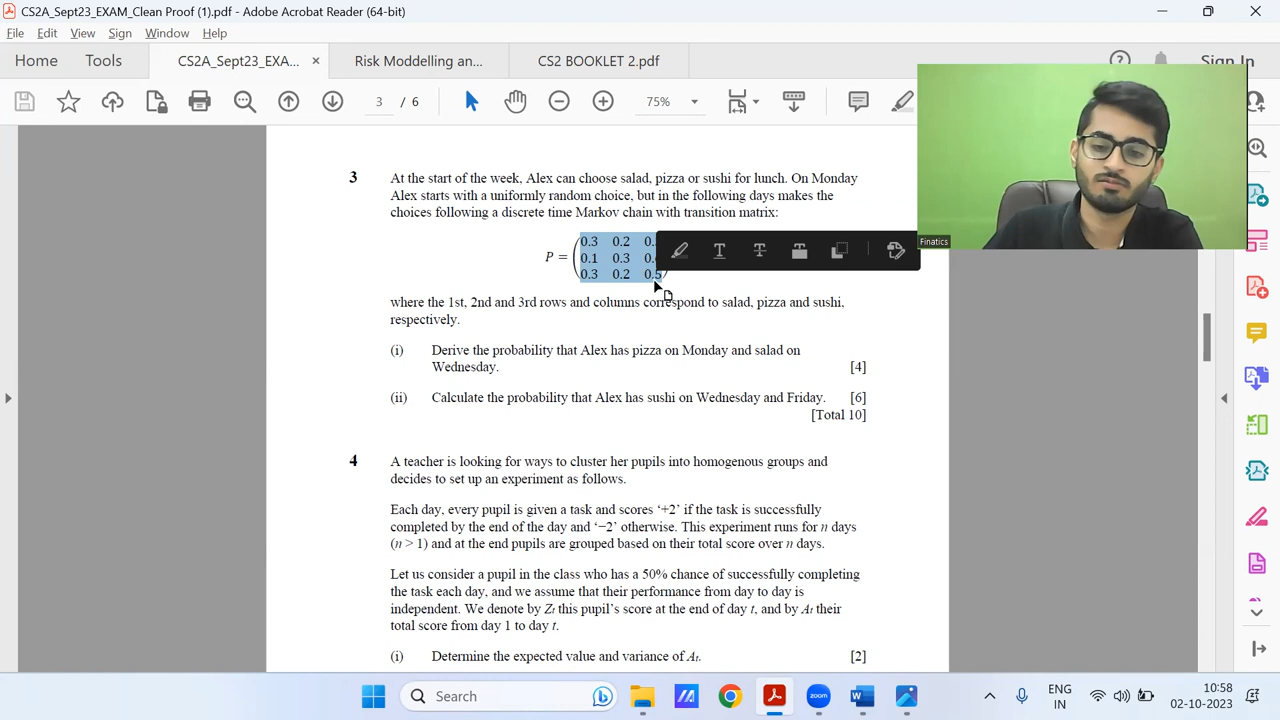 CS2A_Sept23_EXAM_Clean Proof (1).pdf - Adobe Acrobat Reader (64-bit)
File Edit View Sign Window Help
Home Tools CS2A_Sept23_EXA... × Risk Moddelling an... CS2 BOOKLET 2.pdf Sign In
3 / 6 75%
3 At the start of the week, Alex can choose salad, pizza or sushi for lunch. On Monday
Alex starts with a uniformly random choice, but in the following days makes the
choices following a discrete time Markov chain with transition matrix:
0.3 0.2
P = 0.1 0.3
0.3 0.2 0.5
where the 1st, 2nd and 3rd rows and columns correspond to salad, pizza and sushi,
respectively.
(i) Derive the probability that Alex has pizza on Monday and salad on
Wednesday. [4]
(ii) Calculate the probability that Alex has sushi on Wednesday and Friday. [6]
[Total 10]
4 A teacher is looking for ways to cluster her pupils into homogenous groups and
decides to set up an experiment as follows.
Each day, every pupil is given a task and scores ‘+2’ if the task is successfully
completed by the end of the day and ‘−2’ otherwise. This experiment runs for n days
(n > 1) and at the end pupils are grouped based on their total score over n days.
Let us consider a pupil in the class who has a 50% chance of successfully completing
the task each day, and we assume that their performance from day to day is
independent. We denote by Zt this pupil’s score at the end of day t, and by At their
total score from day 1 to day t.
(i) Determine the expected value and variance of At. [2]
Finatics
Search
zoom
ENG
IN
10:58
02-10-2023